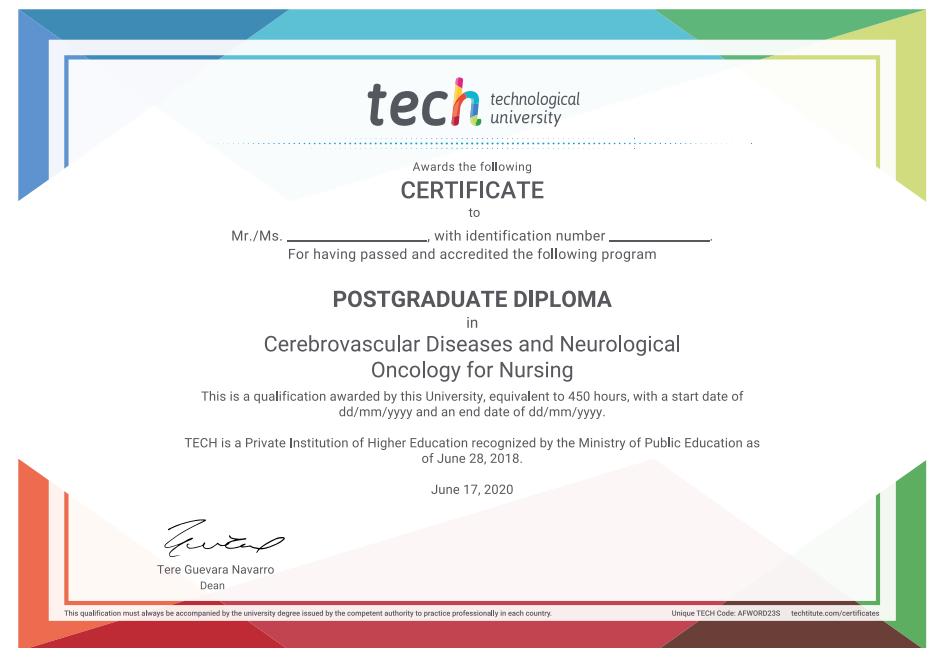 tech technological
university
Awards the following
CERTIFICATE
to
Mr./Ms. ____________, with identification number _________.
For having passed and accredited the following program
POSTGRADUATE DIPLOMA
in
Cerebrovascular Diseases and Neurological
Oncology for Nursing
This is a qualification awarded by this University, equivalent to 450 hours, with a start date of
dd/mm/yyyy and an end date of dd/mm/yyyy.
TECH is a Private Institution of Higher Education recognized by the Ministry of Public Education as
of June 28, 2018.
June 17, 2020
Tere Guevara Navarro
Dean
This qualification must always be accompanied by the university degree issued by the competent authority to practice professionally in each country. Unique TECH Code: AFWORD23S techtitute.com/certificates